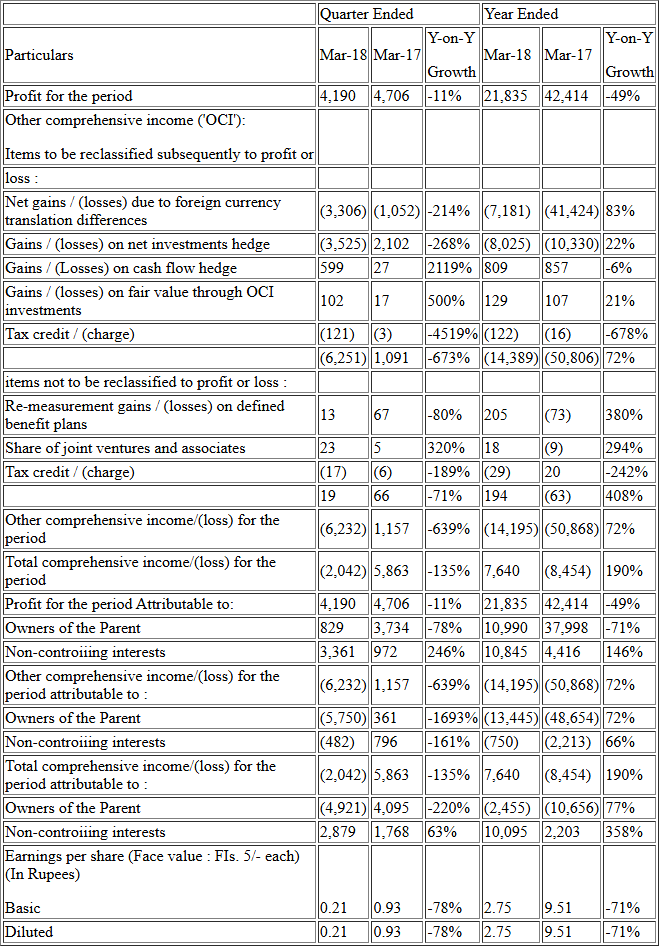 Quarter Ended Year Ended
Particulars Mar-18 Mar-17 Y-on-Y Growth Mar-18 Mar-17 Y-on-Y Growth
Profit for the period 4,190 4,706 -11% 21,835 42,414 -49%
Other comprehensive income ('OCI'):
Items to be reclassified subsequently to profit or
loss :
Net gains / (losses) due to foreign currency
translation differences (3,306) (1,052) -214% (7,181) (41,424) 83%
Gains / (losses) on net investments hedge (3,525) 2,102 -268% (8,025) (10,330) 22%
Gains / (Losses) on cash flow hedge 599 27 2119% 809 857 -6%
Gains / (losses) on fair value through OCI
investments 102 17 500% 129 107 21%
Tax credit / (charge) (121) (3) -4519% (122) (16) -678%
(6,251) 1,091 -673% (14,389) (50,806) 72%
items not to be reclassified to profit or loss :
Re-measurement gains / (losses) on defined
benefit plans 13 67 -80% 205 (73) 380%
Share of joint ventures and associates 23 5 320% 18 (9) 294%
Tax credit / (charge) (17) (6) -189% (29) 20 -242%
19 66 -71% 194 (63) 408%
Other comprehensive income/(loss) for the
period (6,232) 1,157 -639% (14,195) (50,868) 72%
Total comprehensive income/(loss) for the
period (2,042) 5,863 -135% 7,640 (8,454) 190%
Profit for the period Attributable to: 4,190 4,706 -11% 21,835 42,414 -49%
Owners of the Parent 829 3,734 -78% 10,990 37,998 -71%
Non-controiiing interests 3,361 972 246% 10,845 4,416 146%
Other comprehensive income/(loss) for the
period attributable to : (6,232) 1,157 -639% (14,195) (50,868) 72%
Owners of the Parent (5,750) 361 -1693% (13,445) (48,654) 72%
Non-controiiing interests (482) 796 -161% (750) (2,213) 66%
Total comprehensive income/(loss) for the
period attributable to : (2,042) 5,863 -135% 7,640 (8,454) 190%
Owners of the Parent (4,921) 4,095 -220% (2,455) (10,656) 77%
Non-controiiing interests 2,879 1,768 63% 10,095 2,203 358%
Earnings per share (Face value : FIs. 5/- each)
(In Rupees)
Basic 0.21 0.93 -78% 2.75 9.51 -71%
Diluted 0.21 0.93 -78% 2.75 9.51 -71%